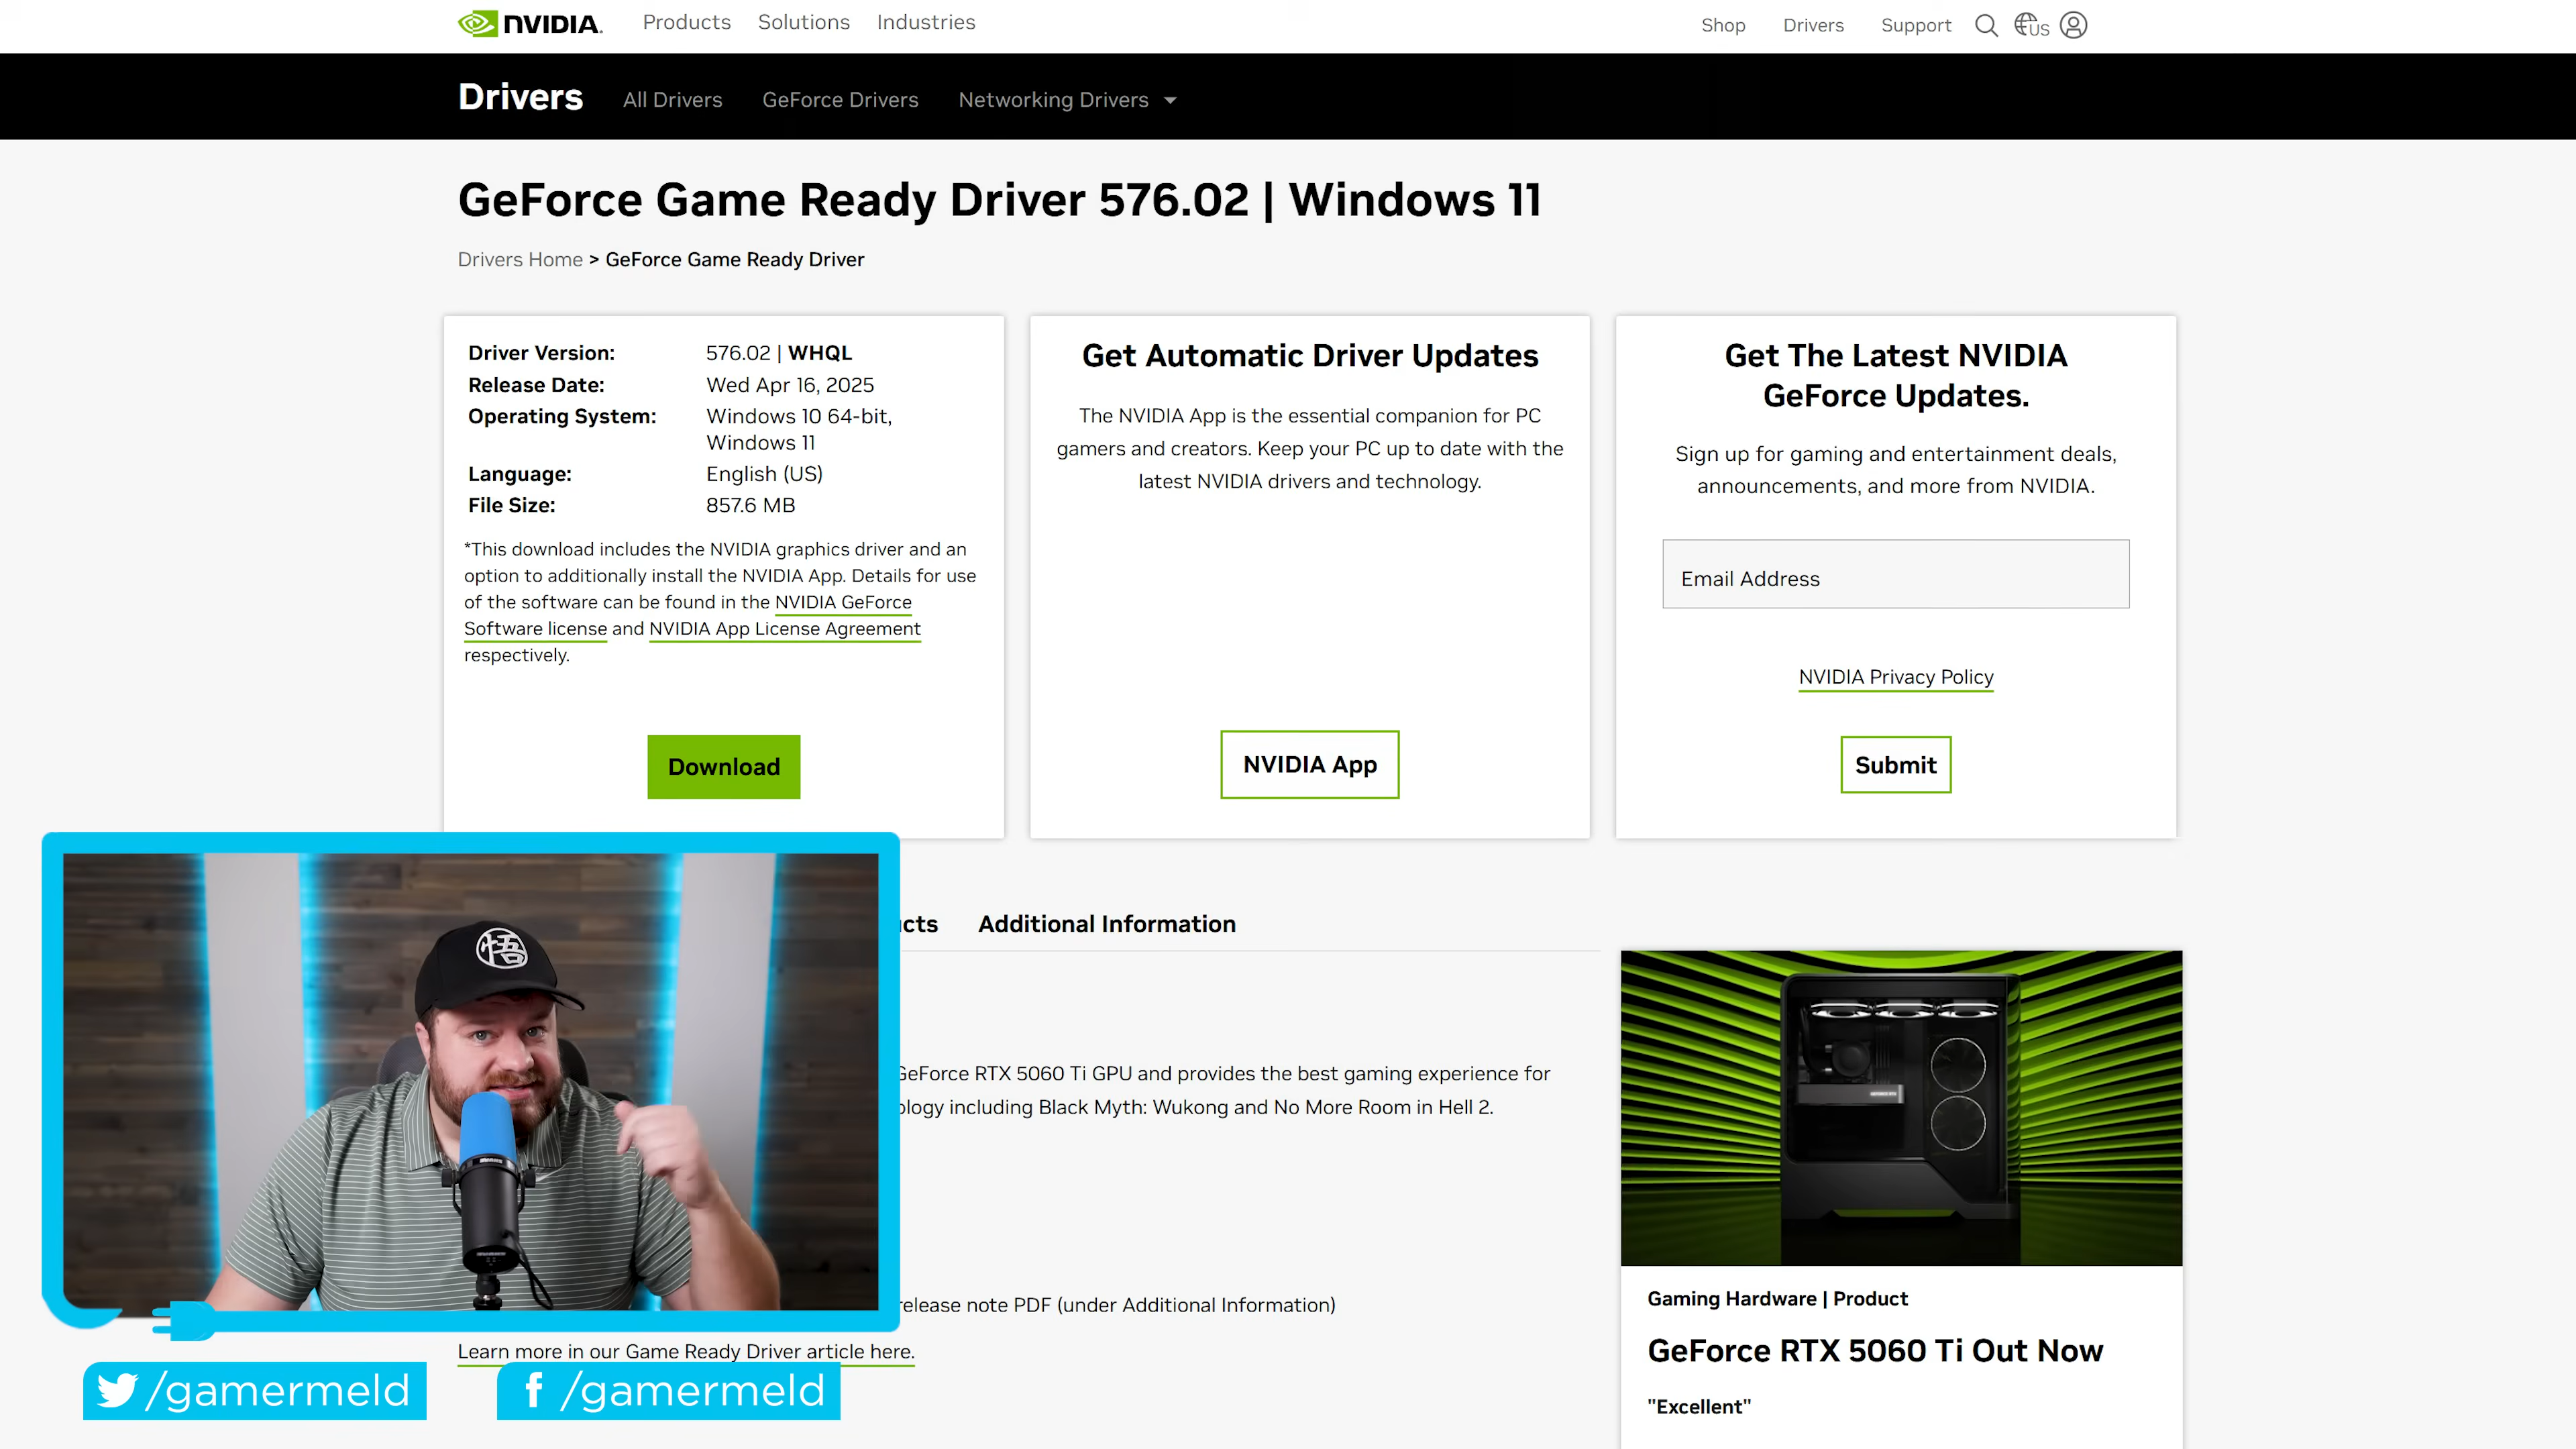 NVIDIA.
Products
Solutions
Industries
Shop
Drivers
Support
US
Drivers
All Drivers
GeForce Drivers
Networking Drivers
GeForce Game Ready Driver 576.02 | Windows 11
Drivers Home > GeForce Game Ready Driver
Driver Version: 576.02 | WHQL
Release Date: Wed Apr 16, 2025
Operating System: Windows 10 64-bit,
Windows 11
Language: English (US)
File Size: 857.6 MB
*This download includes the NVIDIA graphics driver and an
option to additionally install the NVIDIA App. Details for use
of the software can be found in the NVIDIA GeForce
Software license and NVIDIA App License Agreement
respectively.
Download
Get Automatic Driver Updates
The NVIDIA App is the essential companion for PC
gamers and creators. Keep your PC up to date with the
latest NVIDIA drivers and technology.
NVIDIA App
Get The Latest NVIDIA
GeForce Updates.
Sign up for gaming and entertainment deals,
announcements, and more from NVIDIA.
Email Address
NVIDIA Privacy Policy
Submit
Additional Information
悟
GeForce RTX 5060 Ti GPU and provides the best gaming experience for
including Black Myth: Wukong and No More Room in Hell 2.
release note PDF (under Additional Information)
Learn more in our Game Ready Driver article here.
/gamermeld
/gamermeld
Gaming Hardware | Product
GeForce RTX 5060 Ti Out Now
"Excellent"